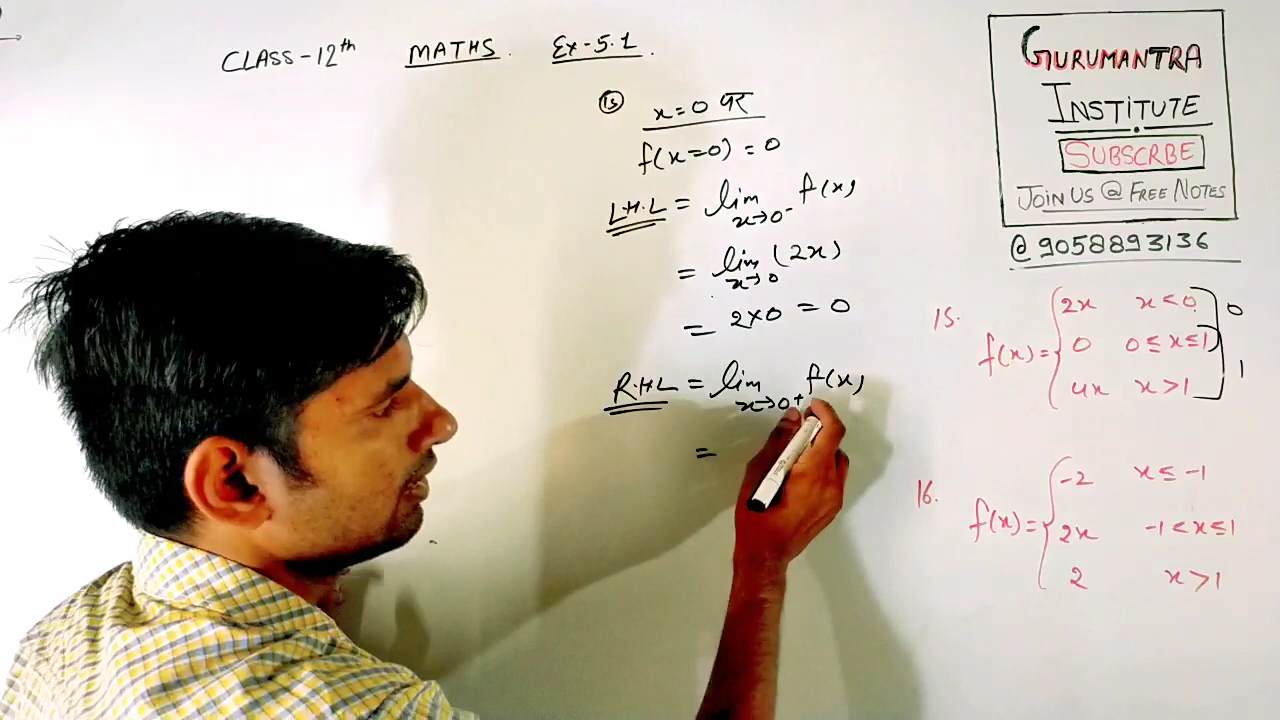 CLASS-12th MATHS. Ex-5.1.
15 x=0 पर
f(x=0) = 0
L.H.L = lim x→0- f(x)
= lim x→0 (2x)
= 2×0 = 0
R.H.L = lim x→0+ f(x)
=
GURUMANTRA
INSTITUTE
SUBSCRBE
JOIN US @ FREE NOTES
@ 9058893136
15. f(x) = { 2x x<0
0 0≤x≤1
4x x>1
0
1
16. f(x) = { -2 x≤-1
2x -1<x≤1
2 x>1